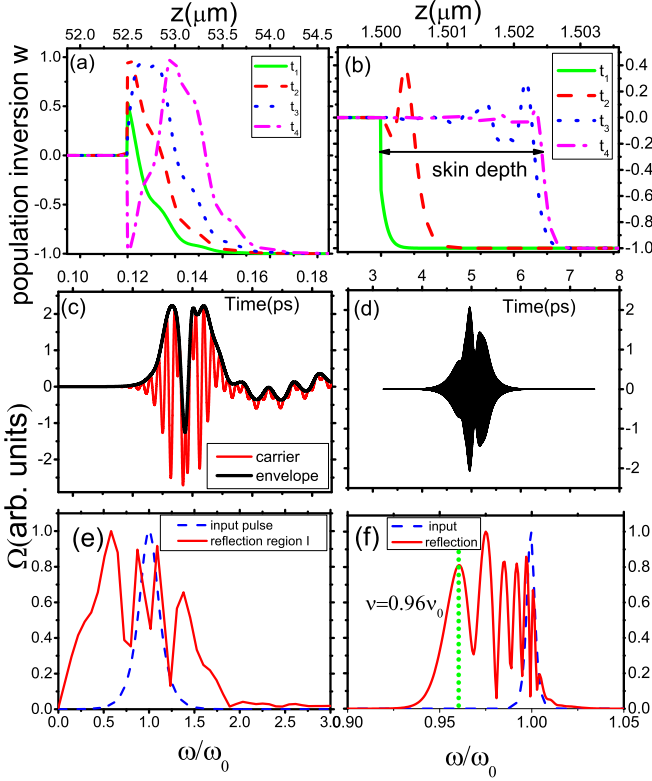 z(μm) z(μm)
52.0 52.5 53.0 53.5 54.0 54.5 1.500 1.501 1.502 1.503
population inversion w
(a) t1 t2 t3 t4
1.0 0.5 0.0 -0.5 -1.0
(b) t1 t2 t3 t4
skin depth
0.4 0.2 0.0 -0.2 -0.4 -0.6 -0.8 -1.0
0.10 0.12 0.14 0.16 0.18 3 4 5 6 7 8
(c) Time(ps)
2 1 0 -1 -2
carrier
envelope
(d) Time(ps)
2 1 0 -1 -2
Ω(arb. units)
(e) input pulse
reflection region I
1.0 0.8 0.6 0.4 0.2 0.0
(f) input
reflection
ν=0.96ν0
1.0 0.8 0.6 0.4 0.2 0.0
0.0 0.5 1.0 1.5 2.0 2.5 3.0 0.90 0.95 1.00 1.05
ω/ω0 ω/ω0